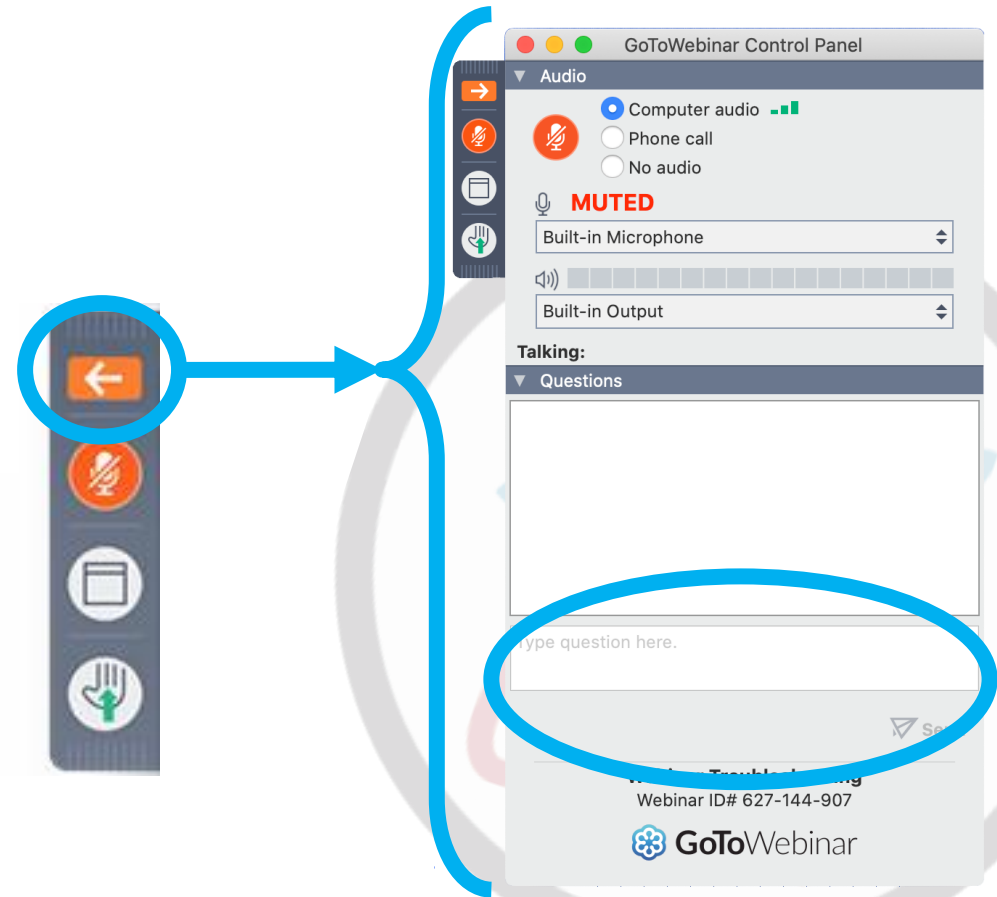 GoToWebinar Control Panel
Audio
Computer audio
Phone call
No audio
MUTED
Built-in Microphone
Built-in Output
Talking:
Questions
Type question here.
Webinar ID# 627-144-907
GoToWebinar